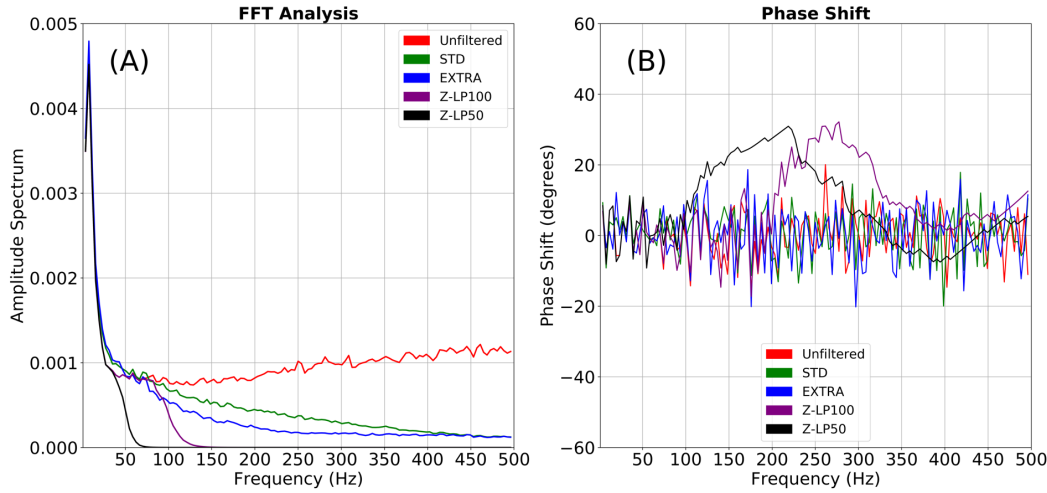 FFT Analysis
(A)
Unfiltered
STD
EXTRA
Z-LP100
Z-LP50
Amplitude Spectrum
0.005
0.004
0.003
0.002
0.001
0.000
50 100 150 200 250 300 350 400 450 500
Frequency (Hz)
Phase Shift
(B)
Phase Shift (degrees)
60
40
20
0
−20
−40
−60
Unfiltered
STD
EXTRA
Z-LP100
Z-LP50
50 100 150 200 250 300 350 400 450 500
Frequency (Hz)